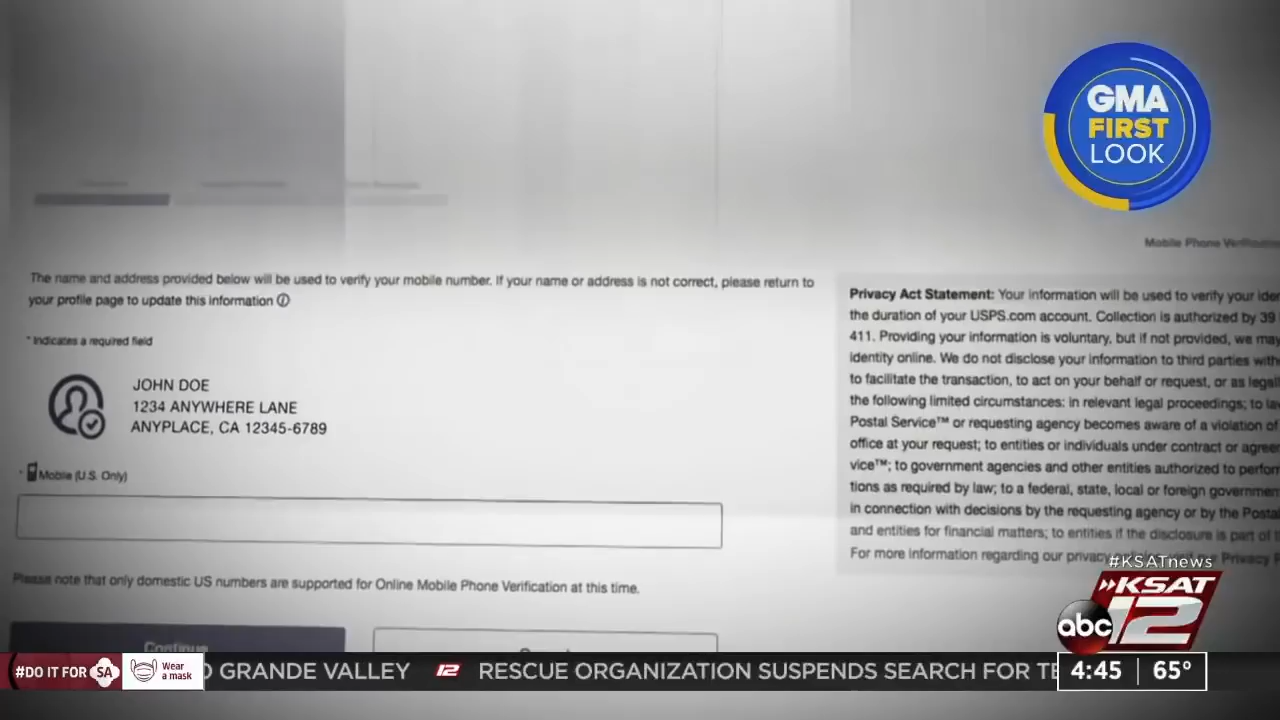 GMA
FIRST
LOOK
Mobile Phone
The name and address provided below will be used to verify your mobile number. If your name or address is not correct, please return to
your profile page to update this information
* Indicates a required field
JOHN DOE
1234 ANYWHERE LANE
ANYPLACE, CA 12345-6789
* Mobile (U.S. Only)
Please note that only domestic US numbers are supported for Online Mobile Phone Verification at this time.
Continue
Privacy Act Statement: Your information will be used to verify your iden
the duration of your USPS.com account. Collection is authorized by 39
411. Providing your information is voluntary, but if not provided, we may
identity online. We do not disclose your information to third parties with
to facilitate the transaction, to act on your behalf or request, or as legal
the following limited circumstances: in relevant legal proceedings; to la
Postal Service™ or requesting agency becomes aware of a violation of
office at your request; to entities or individuals under contract or agree
vice™; to government agencies and other entities authorized to perfor
tions as required by law; to a federal, state, local or foreign governmen
in connection with decisions by the requesting agency or by the Posta
and entities for financial matters; to entities if the disclosure is part of
For more information regarding our privacy Privacy
#KSATnews
KSAT
abc 12
#DO IT FOR SA
Wear
a mask
O GRANDE VALLEY 12 RESCUE ORGANIZATION SUSPENDS SEARCH FOR TE
4:45 65°